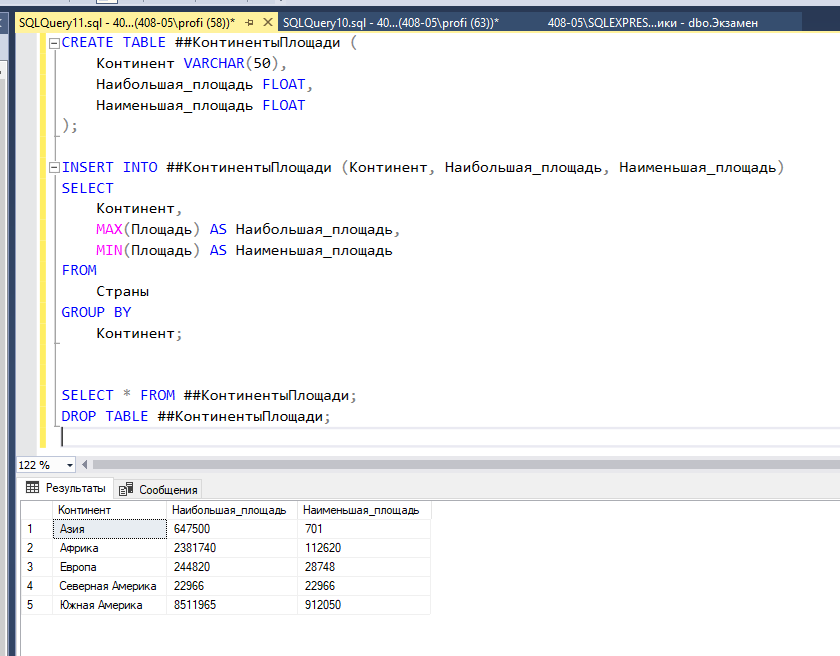 SQLQuery11.sql - 40...(408-05\profi (58))* SQLQuery10.sql - 40...(408-05\profi (63))* 408-05\SQLEXPRES...ики - dbo.Экзамен
CREATE TABLE ##КонтинентыПлощади (
Континент VARCHAR(50),
Наибольшая_площадь FLOAT,
Наименьшая_площадь FLOAT
);
INSERT INTO ##КонтинентыПлощади (Континент, Наибольшая_площадь, Наименьшая_площадь)
SELECT
Континент,
MAX(Площадь) AS Наибольшая_площадь,
MIN(Площадь) AS Наименьшая_площадь
FROM
Страны
GROUP BY
Континент;
SELECT * FROM ##КонтинентыПлощади;
DROP TABLE ##КонтинентыПлощади;
122 %
Результаты Сообщения
Континент Наибольшая_площадь Наименьшая_площадь
1 Азия 647500 701
2 Африка 2381740 112620
3 Европа 244820 28748
4 Северная Америка 22966 22966
5 Южная Америка 8511965 912050